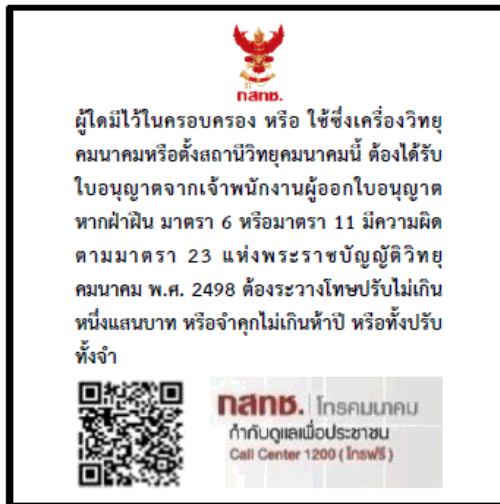 กสทช.
ผู้ใดมีไว้ในครอบครอง หรือ ใช้ซึ่งเครื่องวิทยุ
คมนาคมหรือตั้งสถานีวิทยุคมนาคมนี้ ต้องได้รับ
ใบอนุญาตจากเจ้าพนักงานผู้ออกใบอนุญาต
หากฝ่าฝืน มาตรา 6 หรือมาตรา 11 มีความผิด
ตามมาตรา 23 แห่งพระราชบัญญัติวิทยุ
คมนาคม พ.ศ. 2498 ต้องระวางโทษปรับไม่เกิน
หนึ่งแสนบาท หรือจำคุกไม่เกินห้าปี หรือทั้งปรับ
ทั้งจำ
กสทช. โทรคมนาคม
กำกับดูแลเพื่อประชาชน
Call Center 1200 (โทรฟรี)